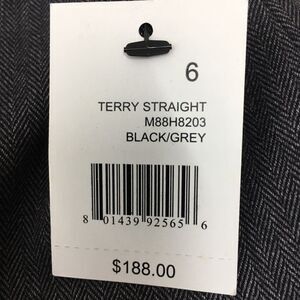 6
TERRY STRAIGHT
M88H8203
BLACK/GREY
8 01439 92565 6
$188.00